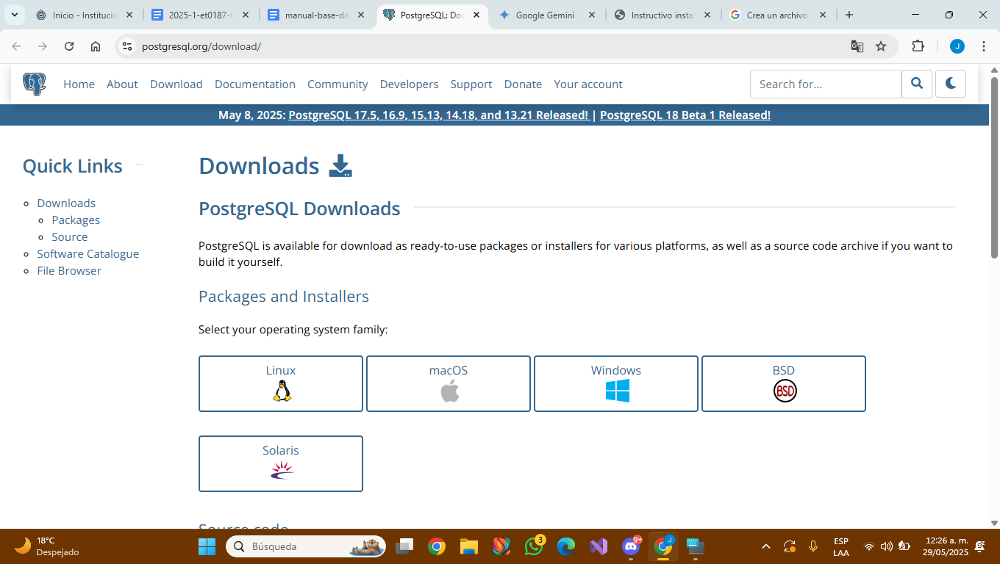 Inicio - Institució
2025-1-et0187-t
manual-base-da
PostgreSQL: Dow
Google Gemini
Instructivo instal
Crea un archivo
postgresql.org/download/
J
Home
About
Download
Documentation
Community
Developers
Support
Donate
Your account
Search for...
May 8, 2025: PostgreSQL 17.5, 16.9, 15.13, 14.18, and 13.21 Released! | PostgreSQL 18 Beta 1 Released!
Quick Links
Downloads
Packages
Source
Software Catalogue
File Browser
Downloads
PostgreSQL Downloads
PostgreSQL is available for download as ready-to-use packages or installers for various platforms, as well as a source code archive if you want to
build it yourself.
Packages and Installers
Select your operating system family:
Linux
macOS
Windows
BSD
BSD
Solaris
Source code
18°C
Despejado
Búsqueda
3
9+
J
ESP
LAA
12:26 a. m.
29/05/2025